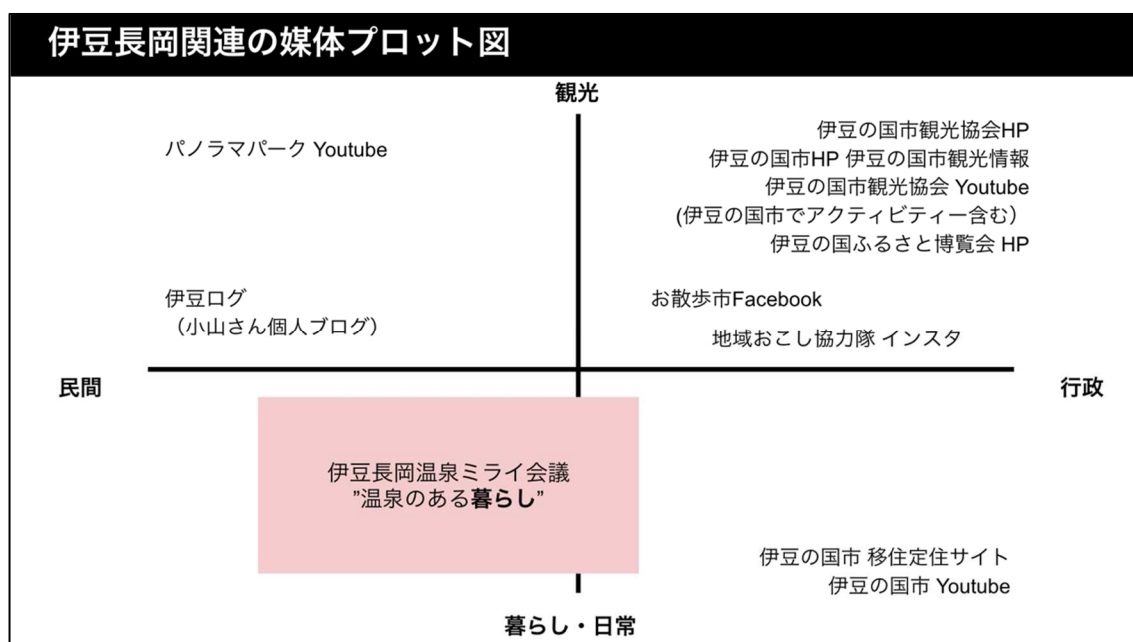 伊豆長岡関連の媒体プロット図
観光
パノラマパーク Youtube
伊豆の国市観光協会HP
伊豆の国市HP 伊豆の国市観光情報
伊豆の国市観光協会 Youtube
(伊豆の国市でアクティビティー含む）
伊豆の国ふるさと博覧会 HP
伊豆ログ
（小山さん個人ブログ）
お散歩市Facebook
地域おこし協力隊 インスタ
民間
行政
伊豆長岡温泉ミライ会議
”温泉のある暮らし”
伊豆の国市 移住定住サイト
伊豆の国市 Youtube
暮らし・日常